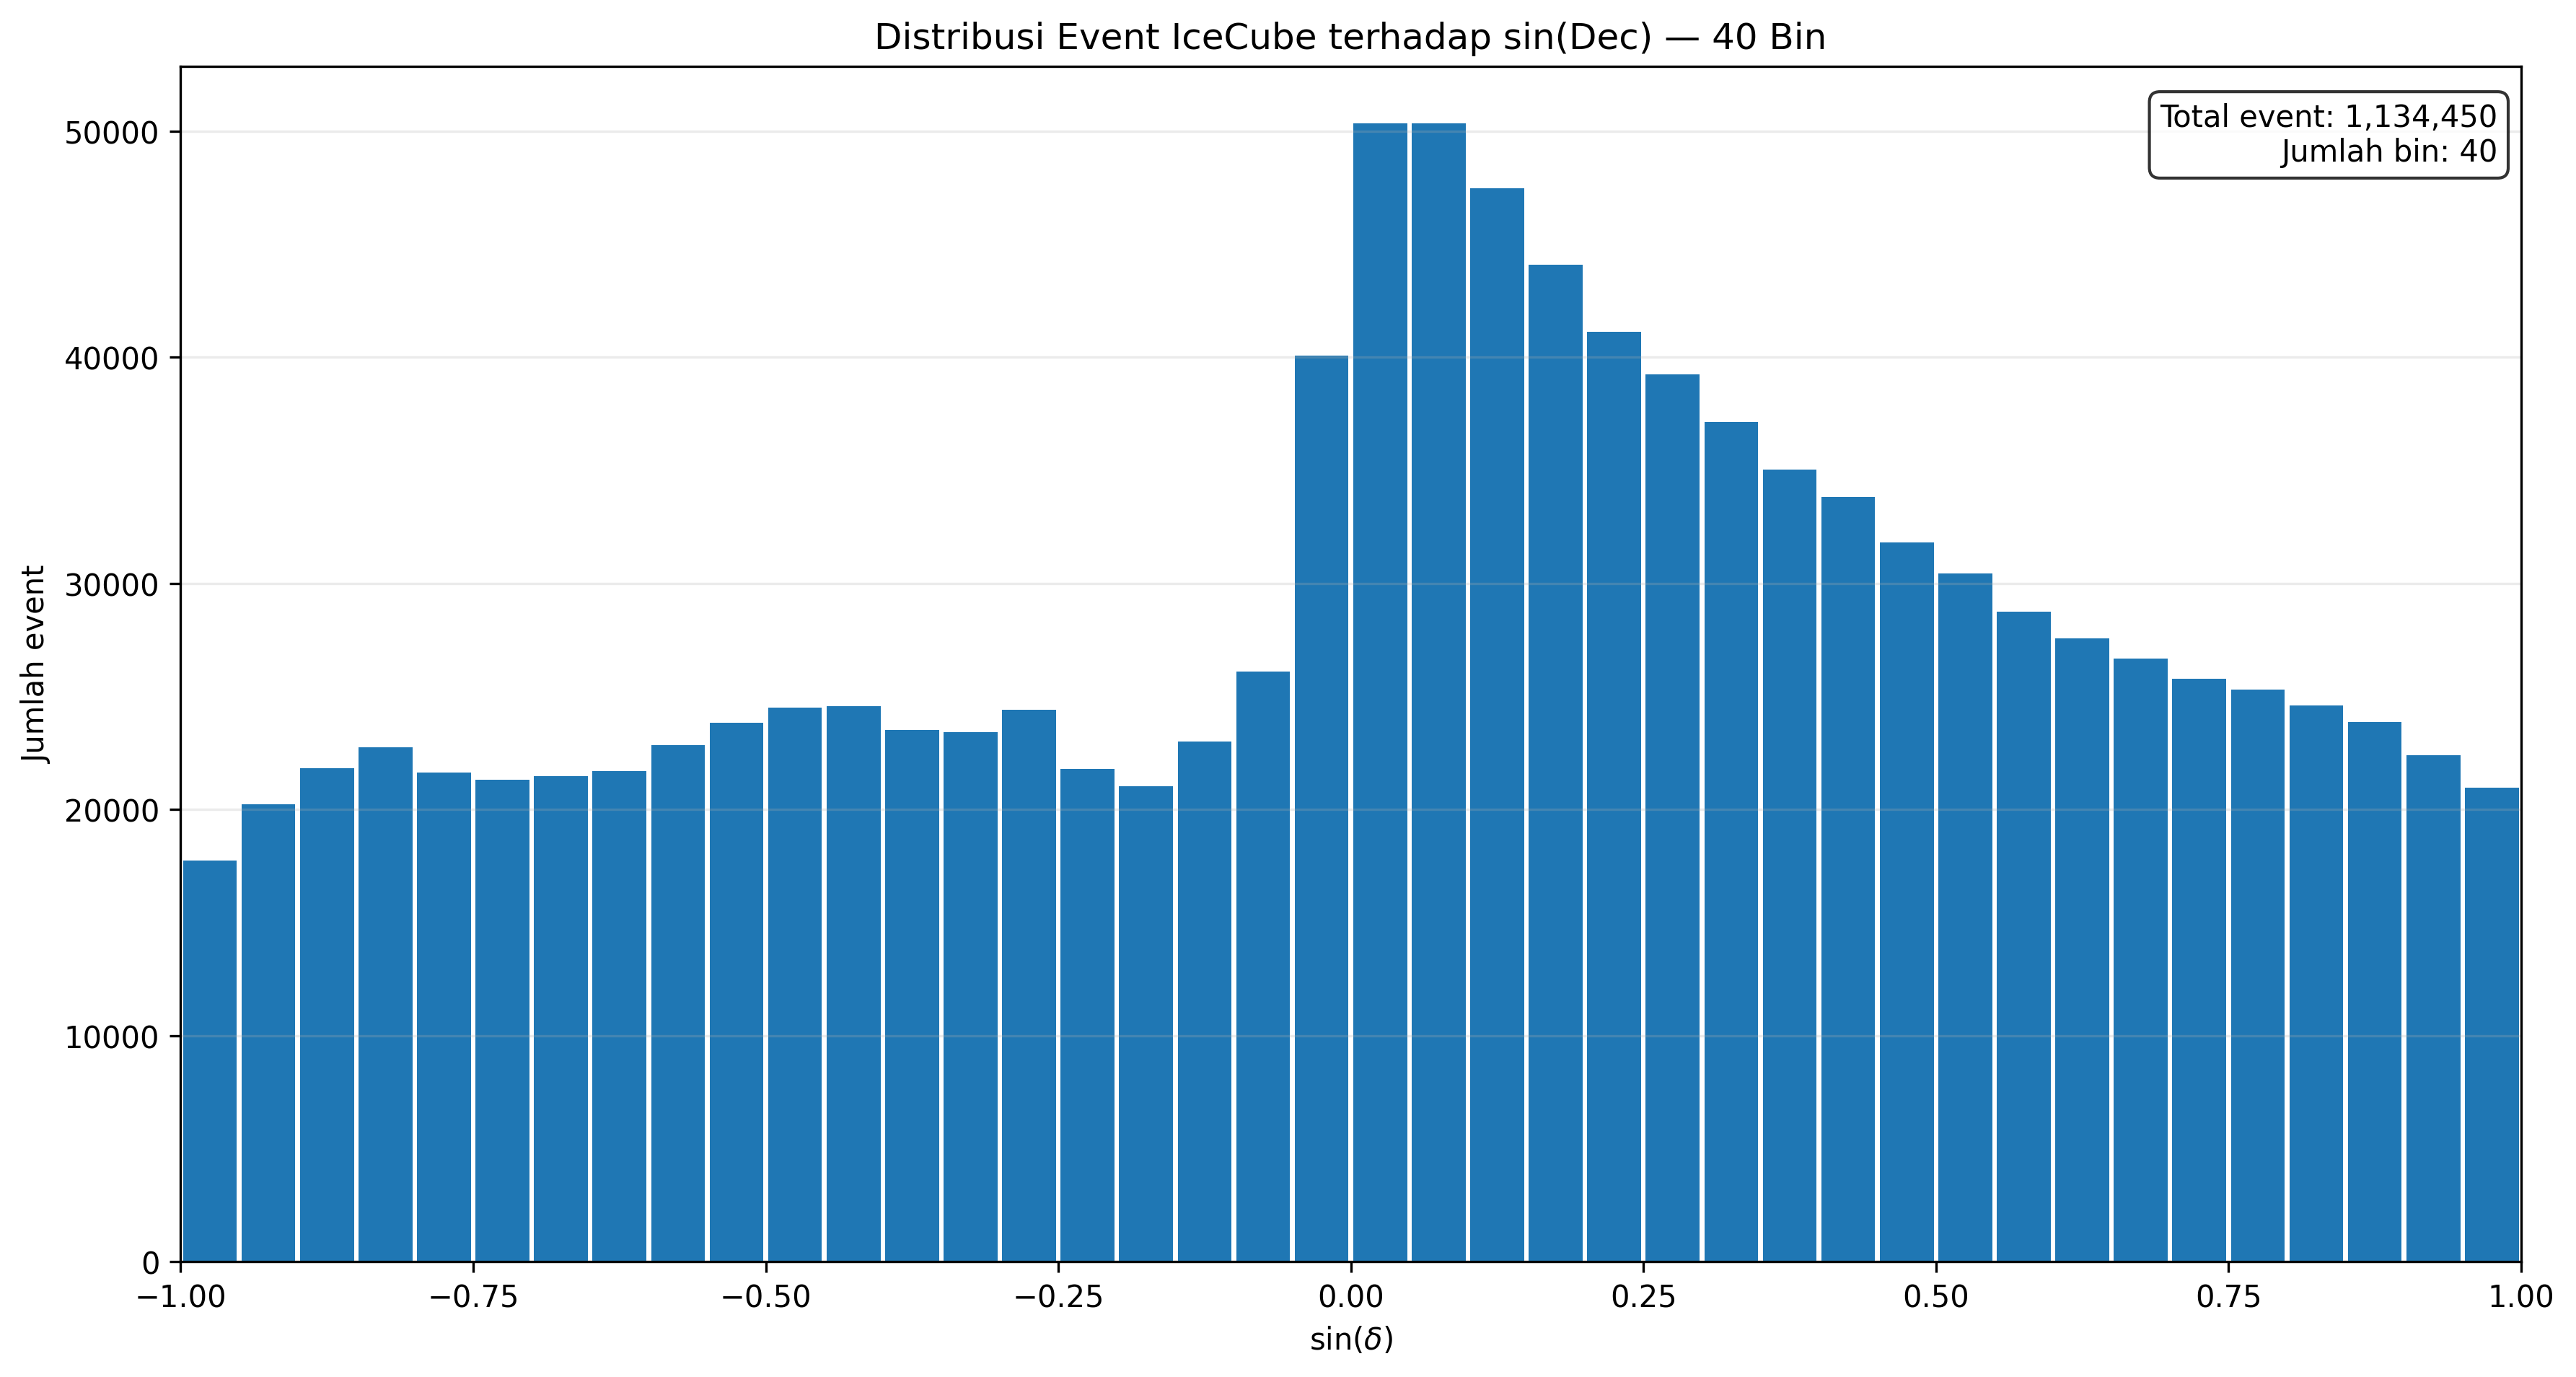 Distribusi Event IceCube terhadap sin(Dec) — 40 Bin
Total event: 1,134,450
Jumlah bin: 40
Jumlah event
50000
40000
30000
20000
10000
0
−1.00 −0.75 −0.50 −0.25 0.00 0.25 0.50 0.75 1.00
sin(δ)